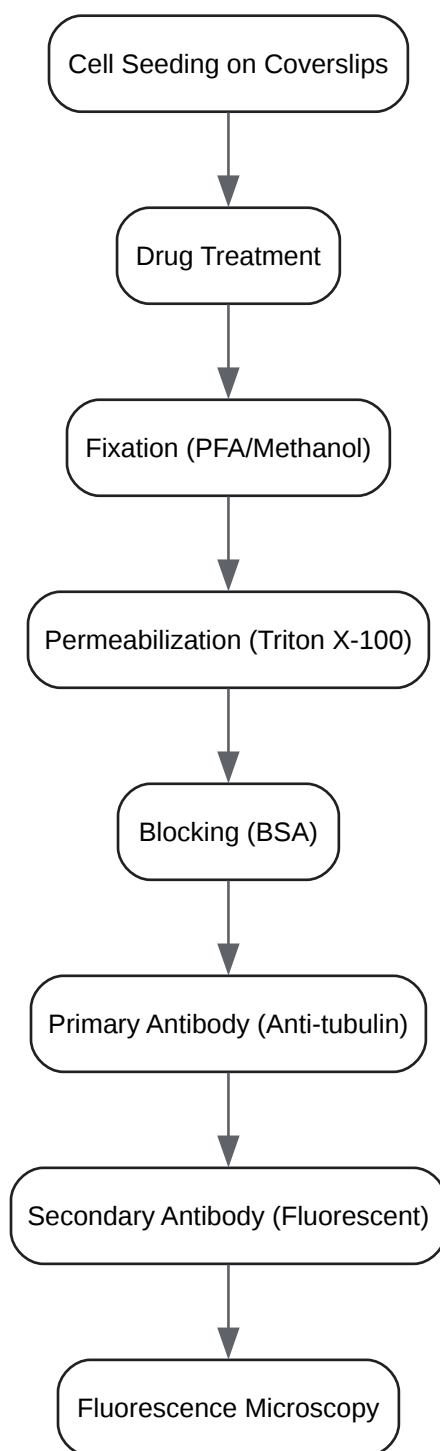 Cell Seeding on Coverslips
Drug Treatment
Fixation (PFA/Methanol)
Permeabilization (Triton X-100)
Blocking (BSA)
Primary Antibody (Anti-tubulin)
Secondary Antibody (Fluorescent)
Fluorescence Microscopy